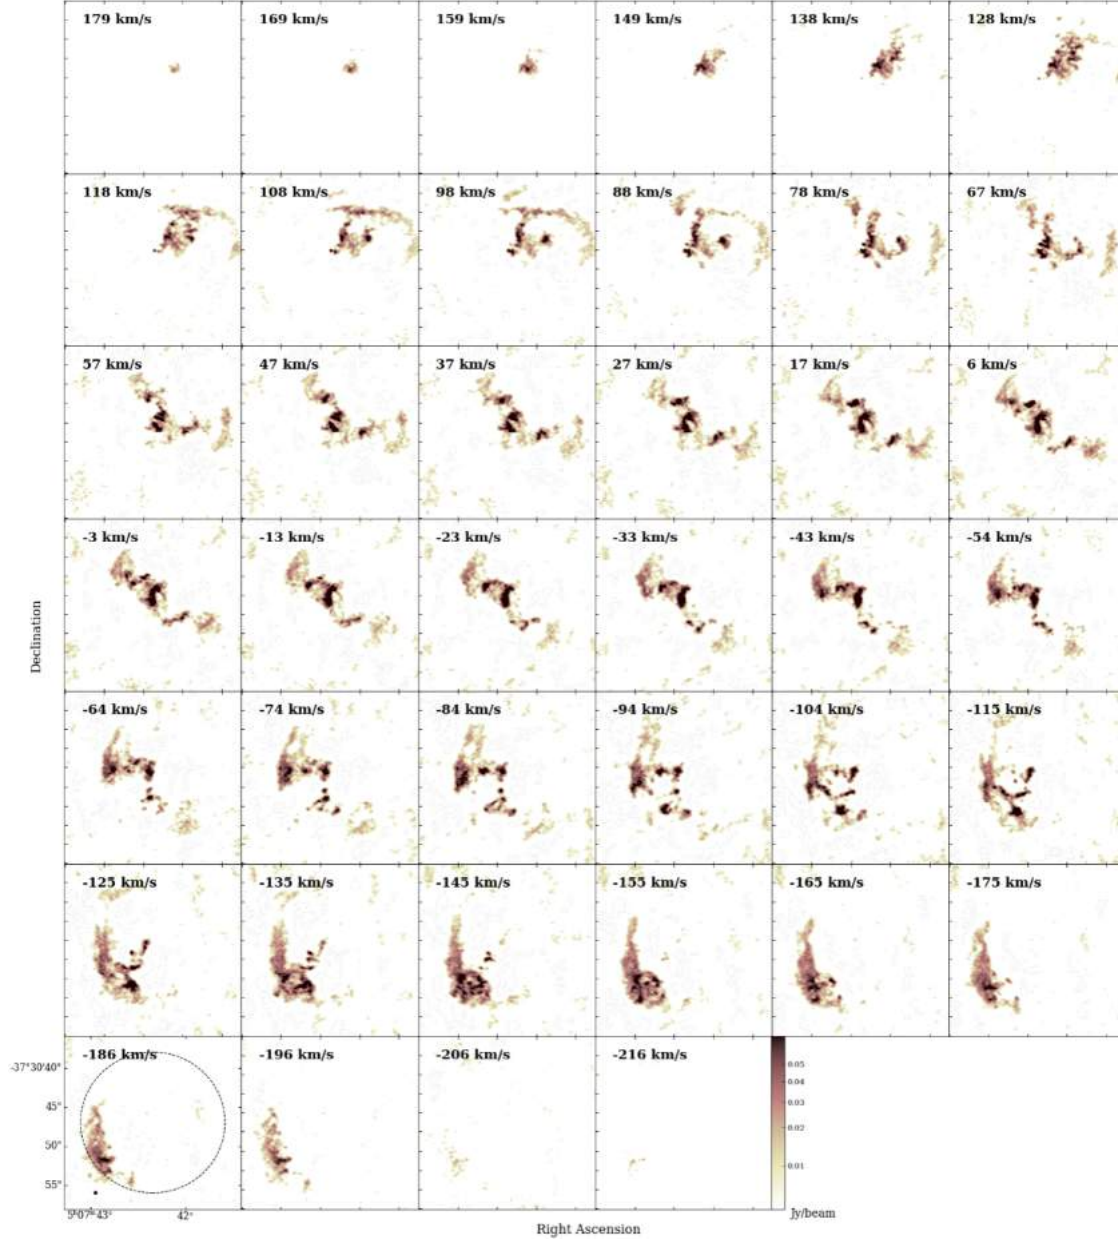 179 km/s 169 km/s 159 km/s 149 km/s 138 km/s 128 km/s
118 km/s 108 km/s 98 km/s 88 km/s 78 km/s 67 km/s
57 km/s 47 km/s 37 km/s 27 km/s 17 km/s 6 km/s
-3 km/s -13 km/s -23 km/s -33 km/s -43 km/s -54 km/s
Declination
-64 km/s -74 km/s -84 km/s -94 km/s -104 km/s -115 km/s
-125 km/s -135 km/s -145 km/s -155 km/s -165 km/s -175 km/s
-186 km/s -196 km/s -206 km/s -216 km/s
-37°30'40"
45"
50"
55"
0.05
0.04
0.03
0.02
0.01
5ʰ07ᵐ43ˢ 42ˢ
Jy/beam
Right Ascension